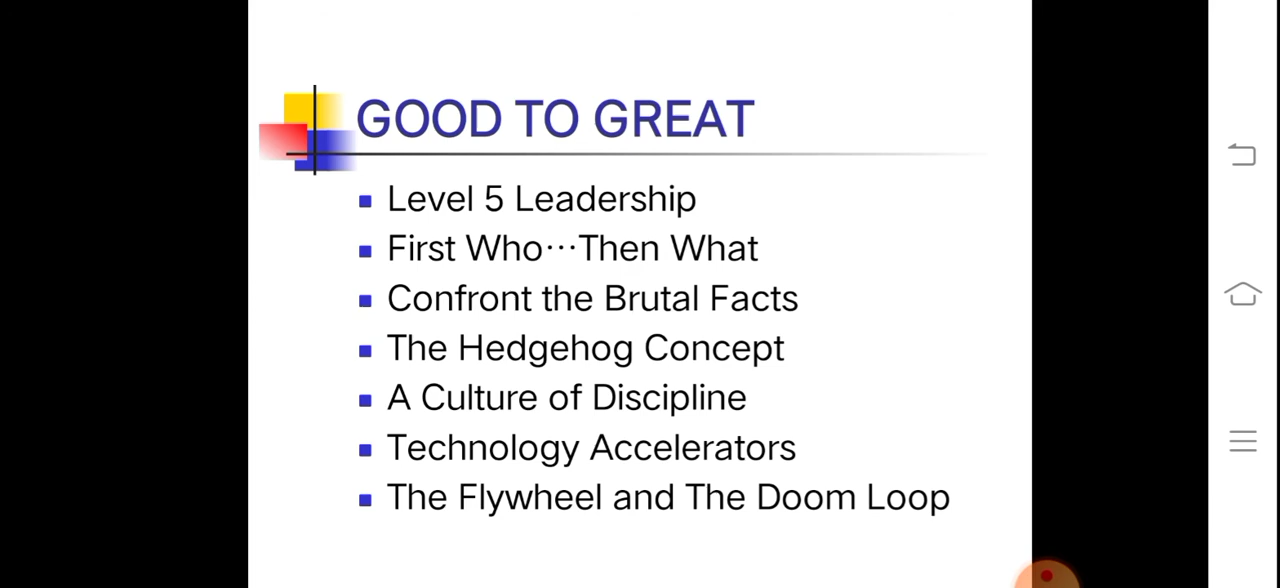 GOOD TO GREAT
Level 5 Leadership
First Who⋯Then What
Confront the Brutal Facts
The Hedgehog Concept
A Culture of Discipline
Technology Accelerators
The Flywheel and The Doom Loop